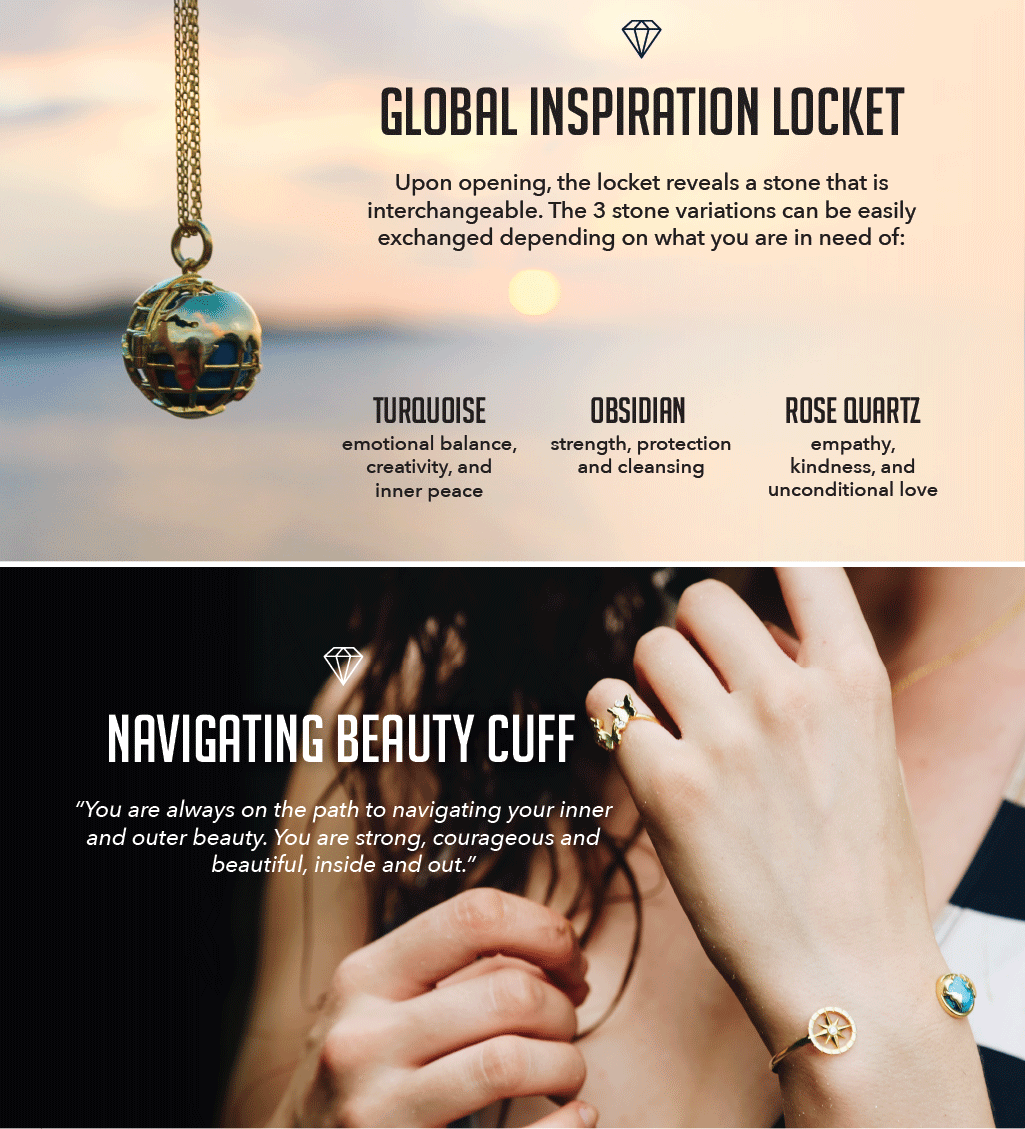 GLOBAL INSPIRATION LOCKET
Upon opening, the locket reveals a stone that is
interchangeable. The 3 stone variations can be easily
exchanged depending on what you are in need of:
TURQUOISE
emotional balance,
creativity, and
inner peace
OBSIDIAN
strength, protection
and cleansing
ROSE QUARTZ
empathy,
kindness, and
unconditional love
NAVIGATING BEAUTY CUFF
“You are always on the path to navigating your inner
and outer beauty. You are strong, courageous and
beautiful, inside and out.”